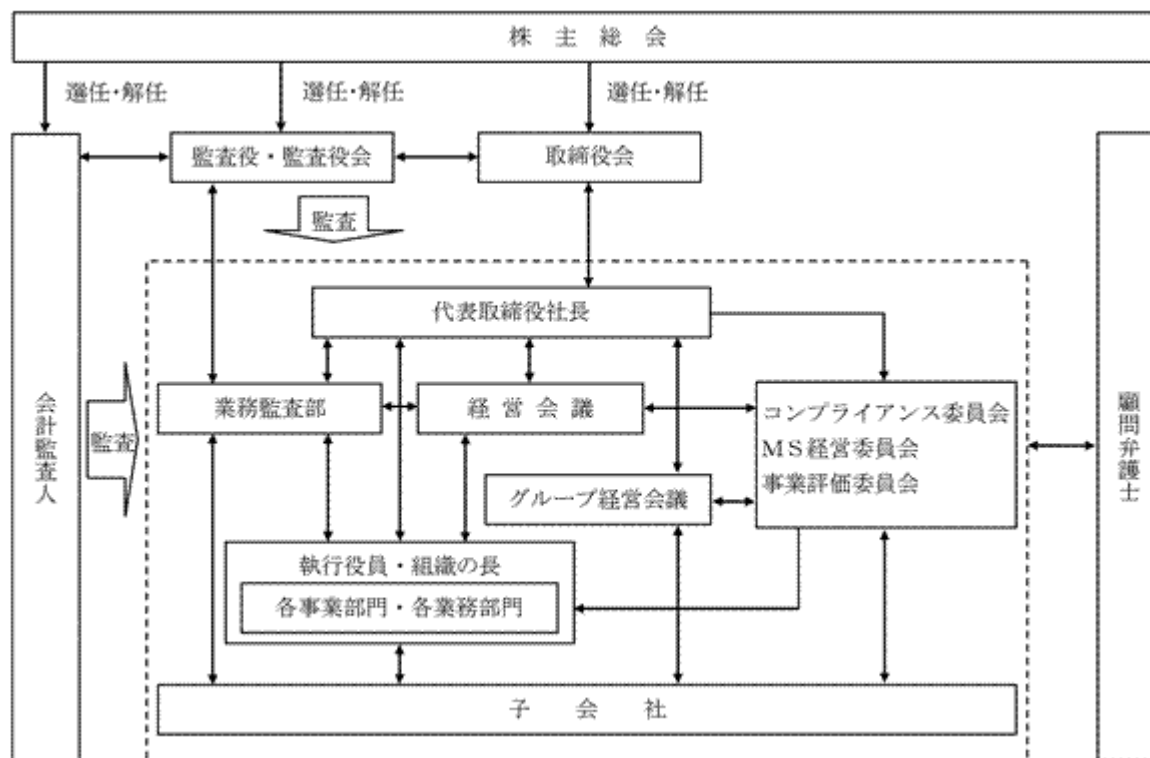 株主総会
選任・解任
選任・解任
選任・解任
監査役・監査役会
取締役会
監査
代表取締役社長
業務監査部
経営会議
コンプライアンス委員会
MS経営委員会
事業評価委員会
会計監査人
監査
顧問弁護士
グループ経営会議
執行役員・組織の長
各事業部門・各業務部門
子会社